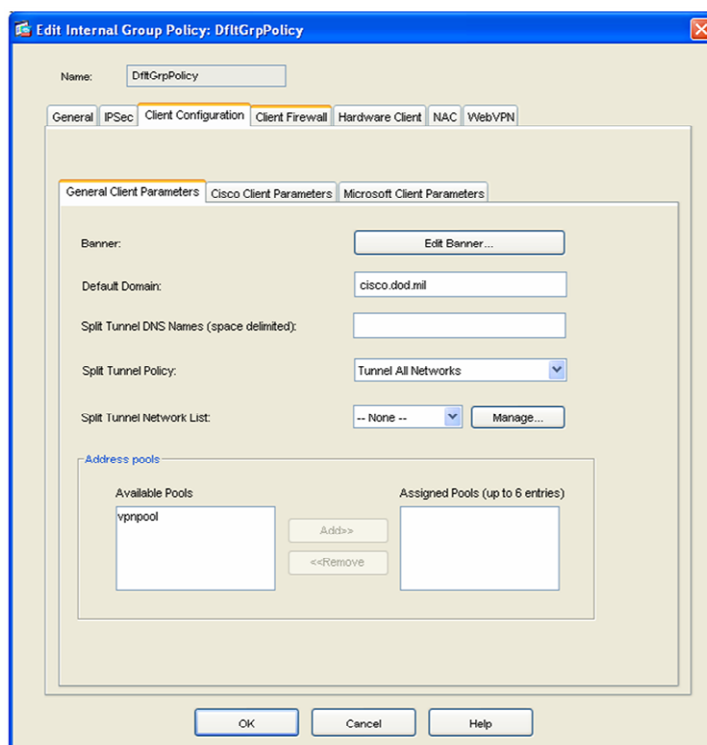 Edit Internal Group Policy: DfltGrpPolicy
Name: DfltGrpPolicy
General IPSec Client Configuration Client Firewall Hardware Client NAC WebVPN
General Client Parameters Cisco Client Parameters Microsoft Client Parameters
Banner: Edit Banner...
Default Domain: cisco.dod.mil
Split Tunnel DNS Names (space delimited):
Split Tunnel Policy: Tunnel All Networks
Split Tunnel Network List: -- None -- Manage...
Address pools
Available Pools Assigned Pools (up to 6 entries)
vpnpool
Add>>
<<Remove
OK Cancel Help